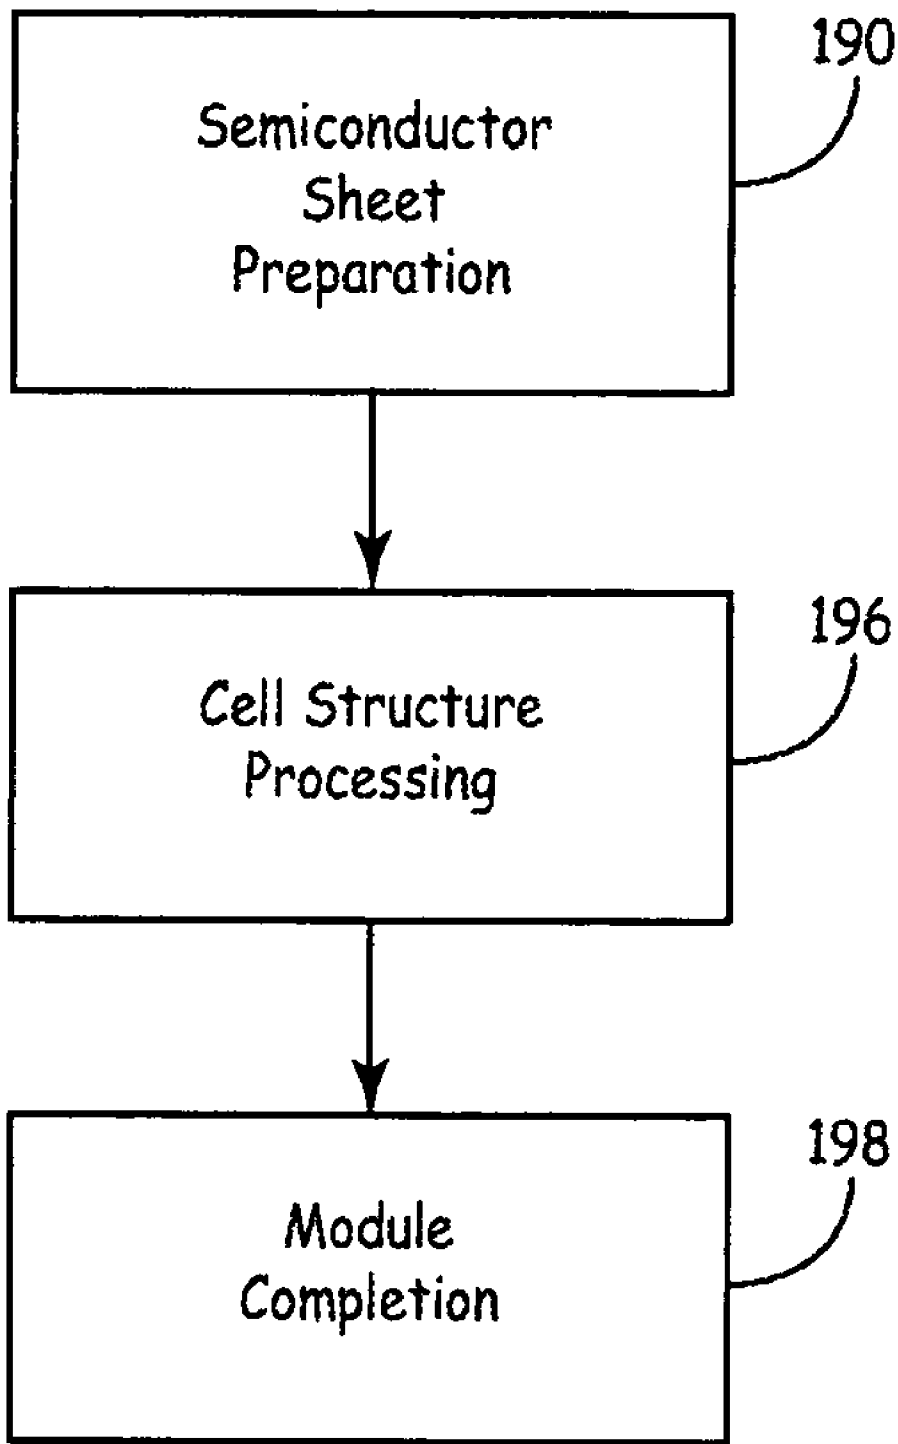 190
Semiconductor
Sheet
Preparation
196
Cell Structure
Processing
198
Module
Completion